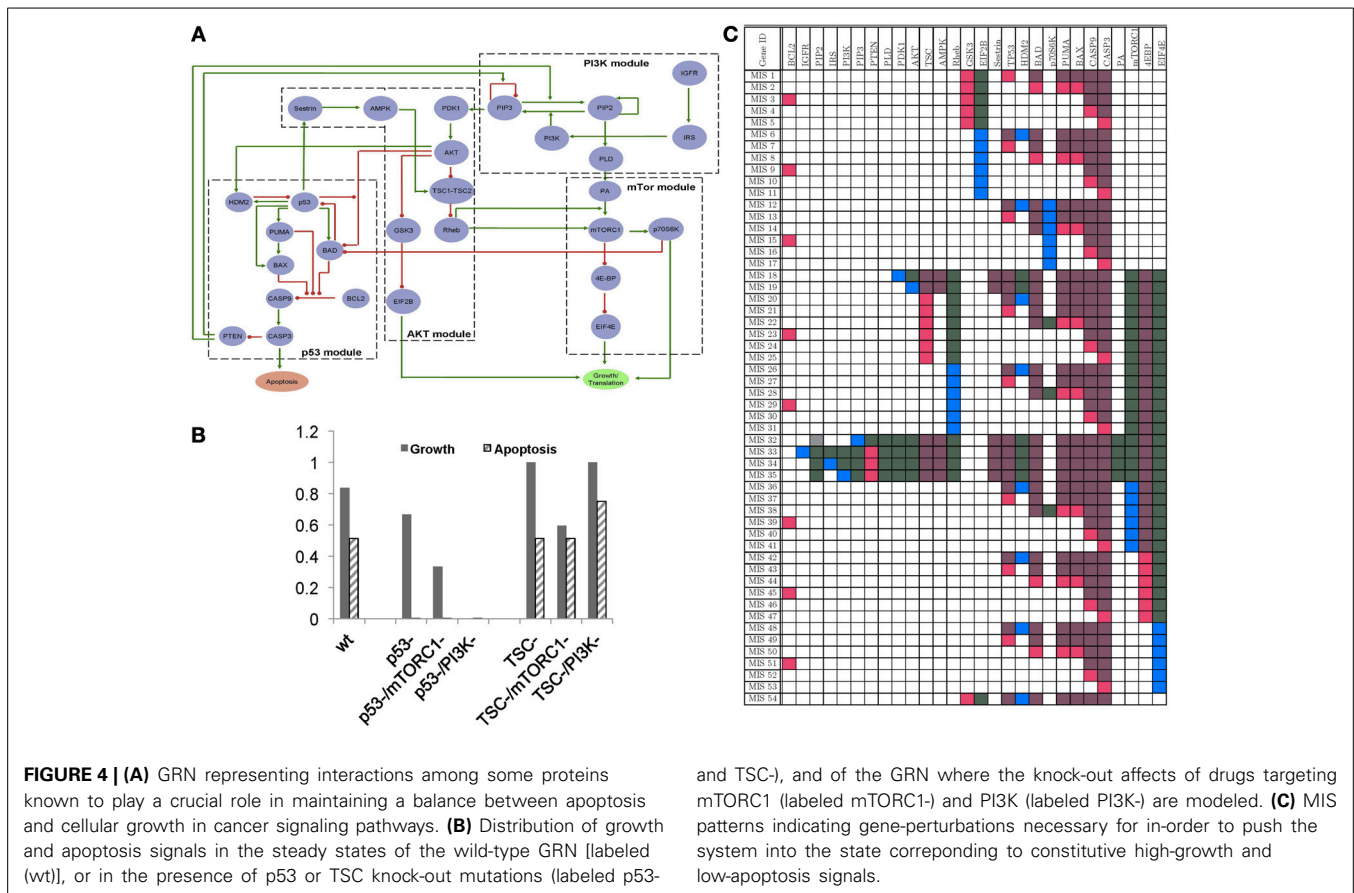 A
PI3K module
IGFR
Sestrin
AMPK
PDK1
PIP3
PIP2
PI3K
IRS
AKT
PLD
mTor module
TSC1-TSC2
PA
HDM2
p53
GSK3
Rheb
mTORC1
p70S6K
PUMA
BAD
BAX
4E-BP
CASP9
BCL2
EIF2B
EIF4E
AKT module
PTEN
CASP3
p53 module
Apoptosis
Growth/
Translation
B
1.2
1
0.8
0.6
0.4
0.2
0
Growth
Apoptosis
wt
p53-
p53-/mTORC1-
p53-/PI3K-
TSC-
TSC-/mTORC1-
TSC-/PI3K-
C
Gene ID
BCL2
IGFR
PIP2
IRS
PI3K
PIP3
PTEN
PLD
PDK1
AKT
TSC
AMPK
Rheb
GSK3
EIF2B
Sestrin
TP53
HDM2
BAD
p70S6K
PUMA
BAX
CASP9
CASP3
PA
mTORC1
4EBP
EIF4E
MIS 1
MIS 2
MIS 3
MIS 4
MIS 5
MIS 6
MIS 7
MIS 8
MIS 9
MIS 10
MIS 11
MIS 12
MIS 13
MIS 14
MIS 15
MIS 16
MIS 17
MIS 18
MIS 19
MIS 20
MIS 21
MIS 22
MIS 23
MIS 24
MIS 25
MIS 26
MIS 27
MIS 28
MIS 29
MIS 30
MIS 31
MIS 32
MIS 33
MIS 34
MIS 35
MIS 36
MIS 37
MIS 38
MIS 39
MIS 40
MIS 41
MIS 42
MIS 43
MIS 44
MIS 45
MIS 46
MIS 47
MIS 48
MIS 49
MIS 50
MIS 51
MIS 52
MIS 53
MIS 54
FIGURE 4 | (A) GRN representing interactions among some proteins
known to play a crucial role in maintaining a balance between apoptosis
and cellular growth in cancer signaling pathways. (B) Distribution of growth
and apoptosis signals in the steady states of the wild-type GRN [labeled
(wt)], or in the presence of p53 or TSC knock-out mutations (labeled p53-
and TSC-), and of the GRN where the knock-out affects of drugs targeting
mTORC1 (labeled mTORC1-) and PI3K (labeled PI3K-) are modeled. (C) MIS
patterns indicating gene-perturbations necessary for in-order to push the
system into the state correponding to constitutive high-growth and
low-apoptosis signals.